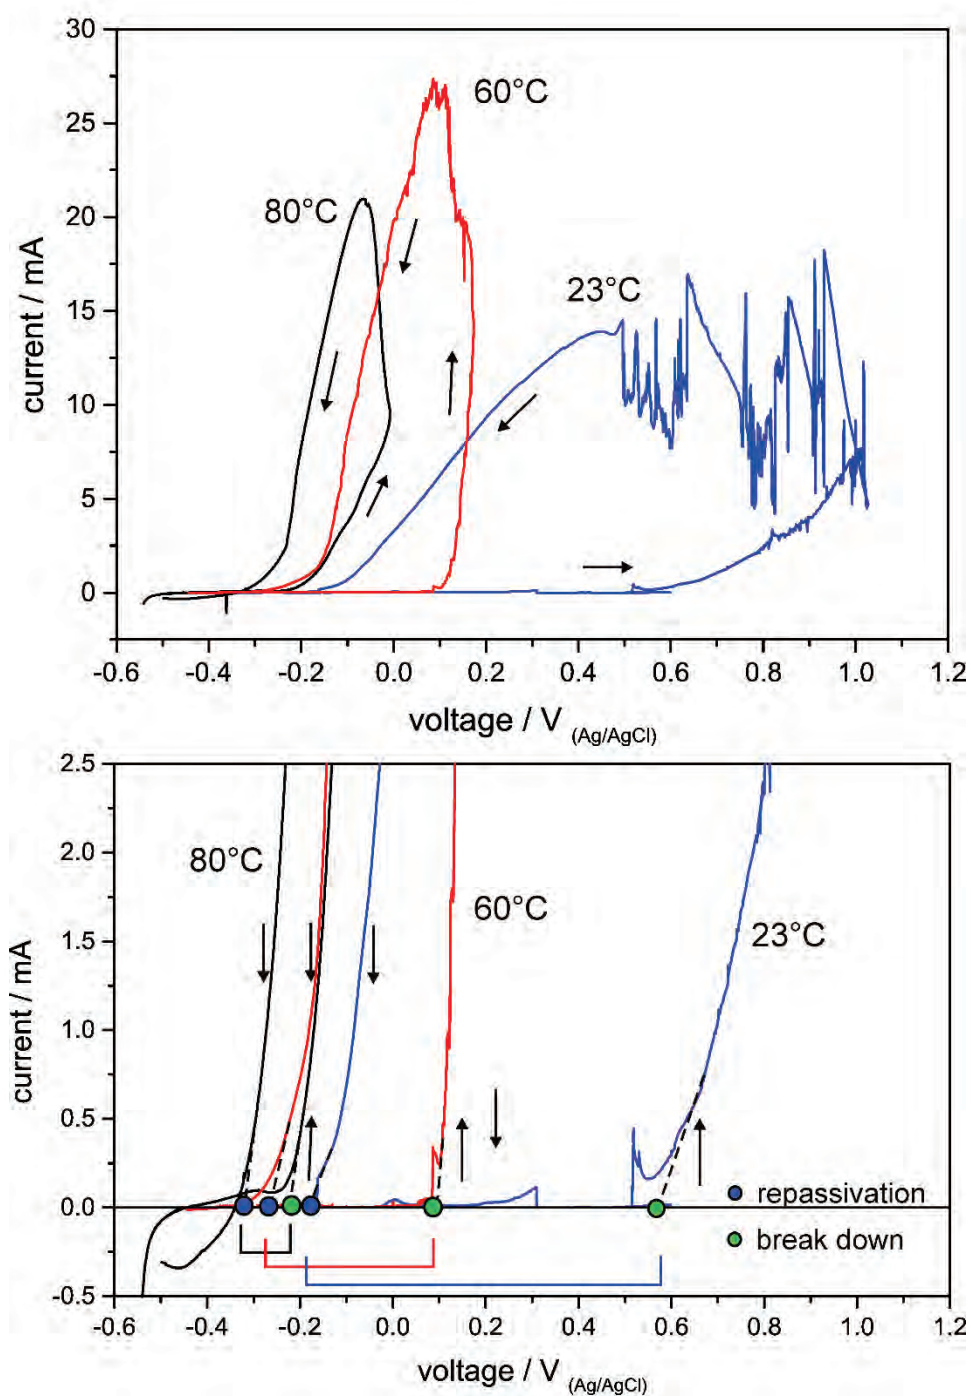 30
25
20
15
10
5
0
current / mA
60°C
80°C
23°C
-0.6 -0.4 -0.2 0.0 0.2 0.4 0.6 0.8 1.0 1.2
voltage / V (Ag/AgCl)
2.5
2.0
1.5
1.0
0.5
0.0
-0.5
current / mA
80°C
60°C
23°C
repassivation
break down
-0.6 -0.4 -0.2 0.0 0.2 0.4 0.6 0.8 1.0 1.2
voltage / V (Ag/AgCl)